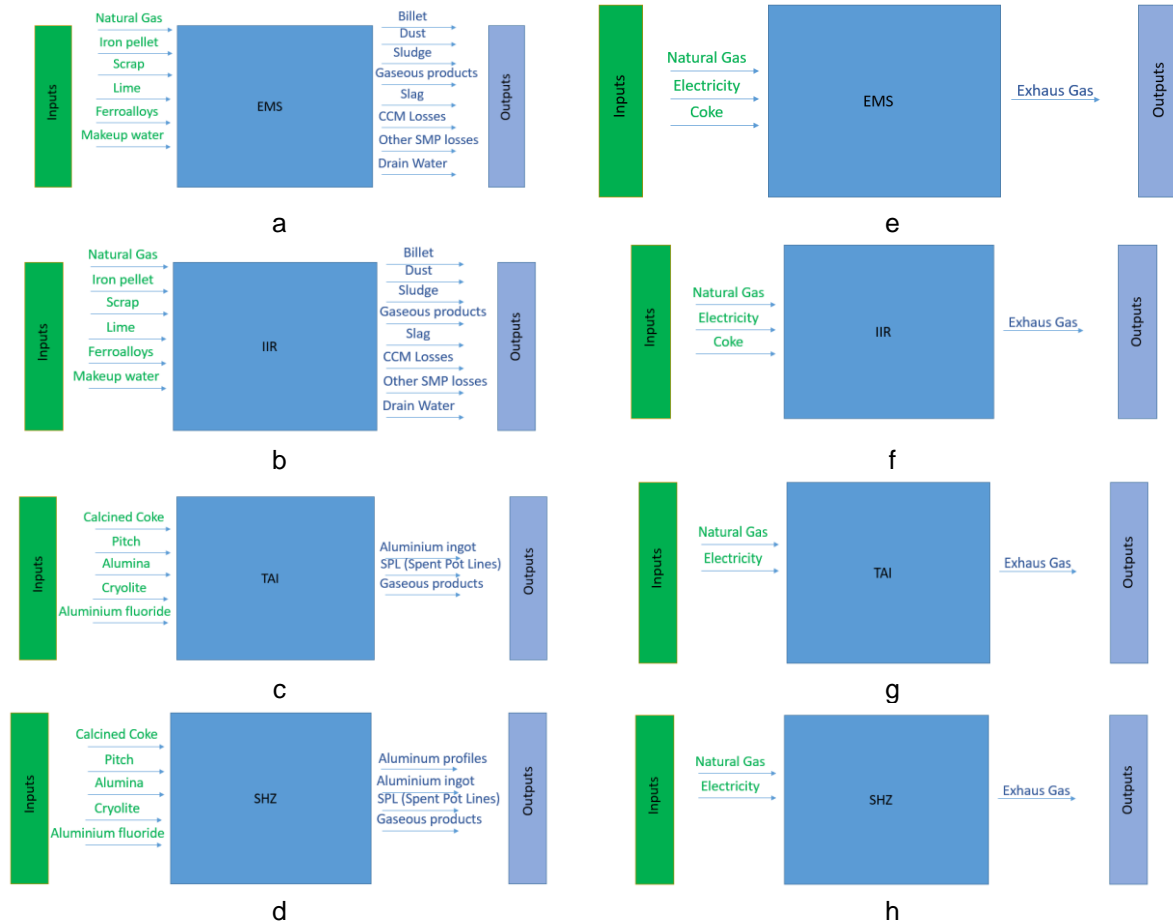 Inputs
Natural Gas
Iron pellet
Scrap
Lime
Ferroalloys
Makeup water
EMS
Billet
Dust
Sludge
Gaseous products
Slag
CCM Losses
Other SMP losses
Drain Water
Outputs
a
Inputs
Natural Gas
Electricity
Coke
EMS
Exhaus Gas
Outputs
e
Inputs
Natural Gas
Iron pellet
Scrap
Lime
Ferroalloys
Makeup water
IIR
Billet
Dust
Sludge
Gaseous products
Slag
CCM Losses
Other SMP losses
Drain Water
Outputs
b
Inputs
Natural Gas
Electricity
Coke
IIR
Exhaus Gas
Outputs
f
Inputs
Calcined Coke
Pitch
Alumina
Cryolite
Aluminium fluoride
TAI
Aluminium ingot
SPL (Spent Pot Lines)
Gaseous products
Outputs
c
Inputs
Natural Gas
Electricity
TAI
Exhaus Gas
Outputs
g
Inputs
Calcined Coke
Pitch
Alumina
Cryolite
Aluminium fluoride
SHZ
Aluminum profiles
Aluminium ingot
SPL (Spent Pot Lines)
Gaseous products
Outputs
d
Inputs
Natural Gas
Electricity
SHZ
Exhaus Gas
Outputs
h